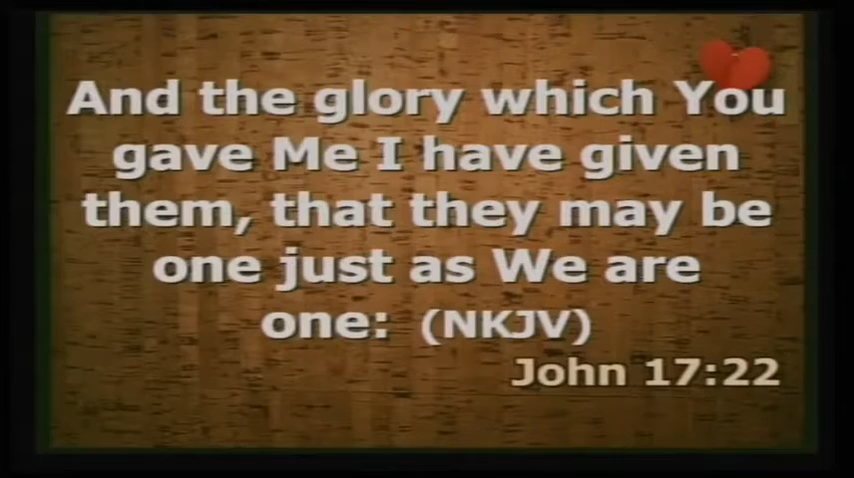 And the glory which You
gave Me I have given
them, that they may be
one just as We are
one: (NKJV)
John 17:22